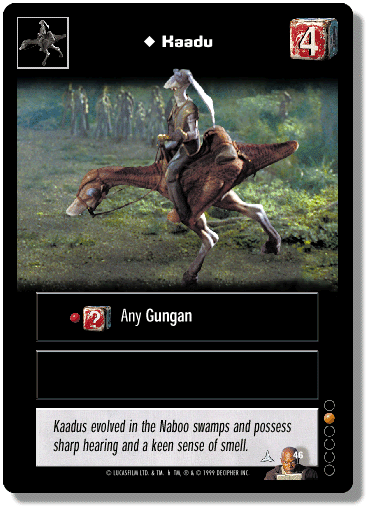 ◆ Kaadu
4
? Any Gungan
Kaadus evolved in the Naboo swamps and possess
sharp hearing and a keen sense of smell.
46
© LUCASFILM LTD. & TM. & ™, ® & © 1999 DECIPHER INC